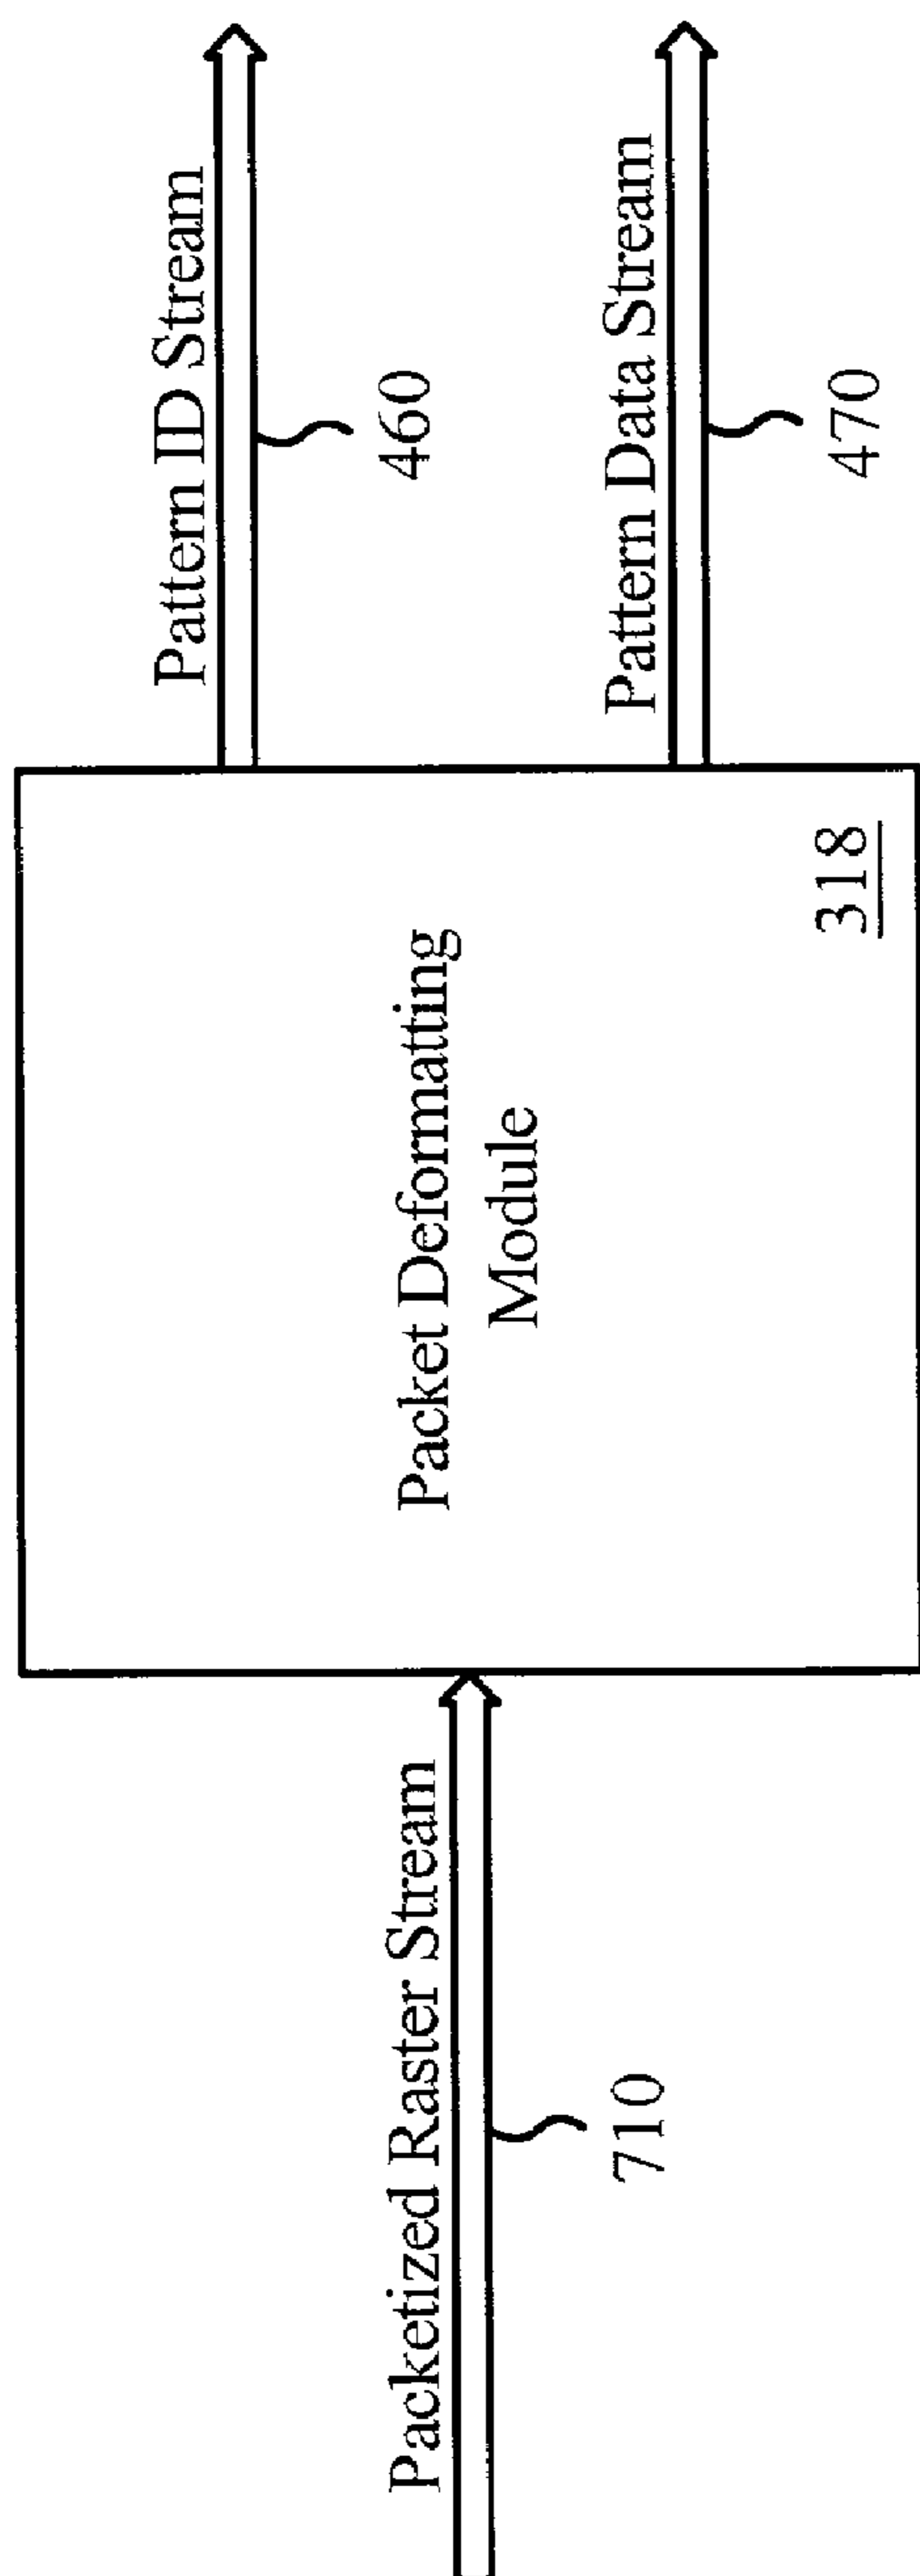 Packetized Raster Stream
710
Packet Deformatting
Module
318
Pattern ID Stream
460
Pattern Data Stream
470